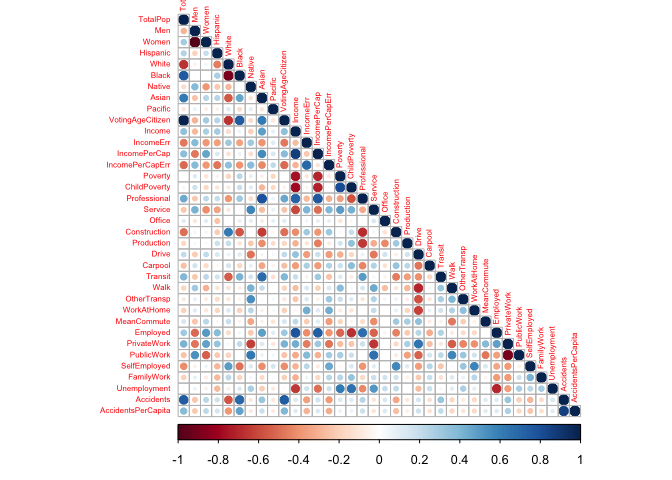 TotalPop
Men
Women
Hispanic
White
Black
Native
Asian
Pacific
VotingAgeCitizen
Income
IncomeErr
IncomePerCap
IncomePerCapErr
Poverty
ChildPoverty
Professional
Service
Office
Construction
Production
Drive
Carpool
Transit
Walk
OtherTransp
WorkAtHome
MeanCommute
Employed
PrivateWork
PublicWork
SelfEmployed
FamilyWork
Unemployment
Accidents
AccidentsPerCapita
Men
Women
Hispanic
White
Black
Native
Asian
Pacific
VotingAgeCitizen
Income
IncomeErr
IncomePerCap
IncomePerCapErr
Poverty
ChildPoverty
Professional
Service
Office
Construction
Production
Drive
Carpool
Transit
Walk
OtherTransp
WorkAtHome
MeanCommute
Employed
PrivateWork
PublicWork
SelfEmployed
FamilyWork
Unemployment
Accidents
AccidentsPerCapita
-1 -0.8 -0.6 -0.4 -0.2 0 0.2 0.4 0.6 0.8 1